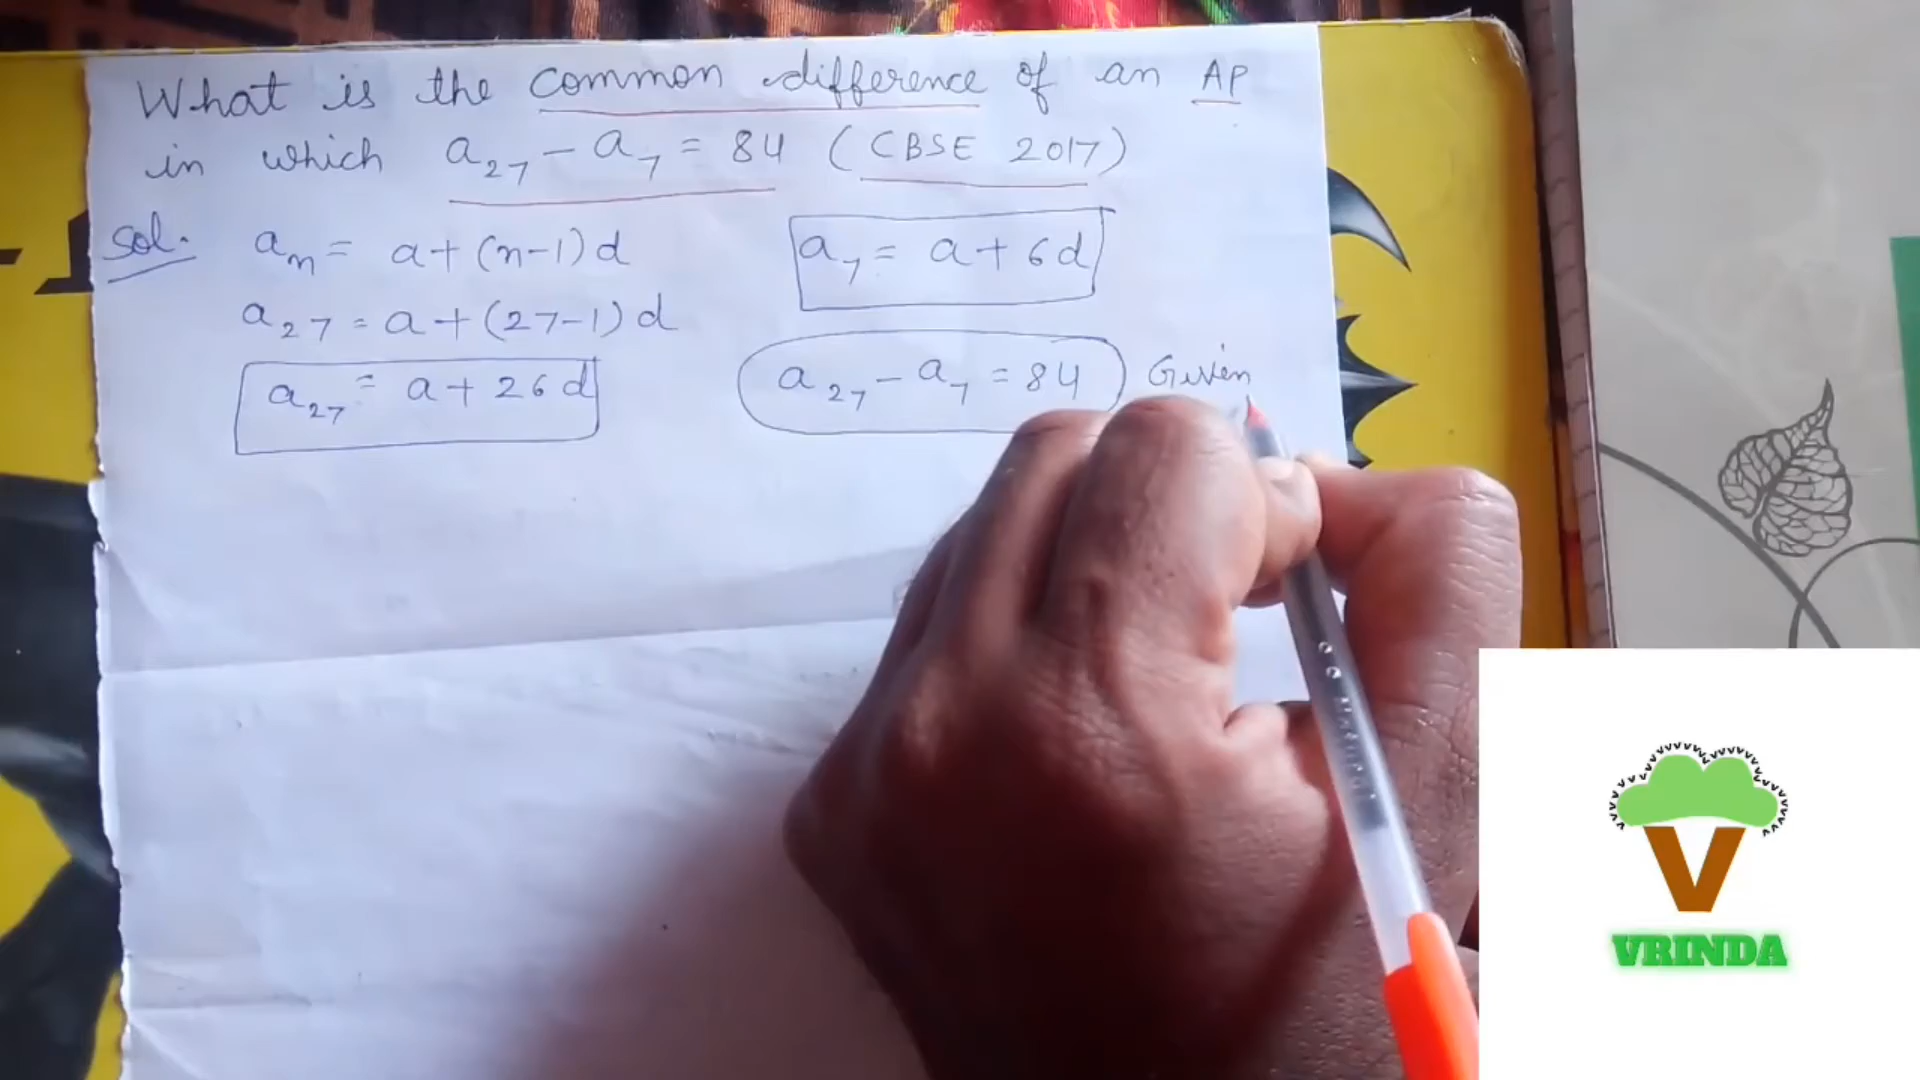 What is the common difference of an AP
in which a₂₇ - a₇ = 84 (CBSE 2017)
Sol. aₙ = a + (n-1)d
a₂₇ = a + (27-1)d
a₂₇ = a + 26d
a₇ = a + 6d
a₂₇ - a₇ = 84 Given
V
VRINDA